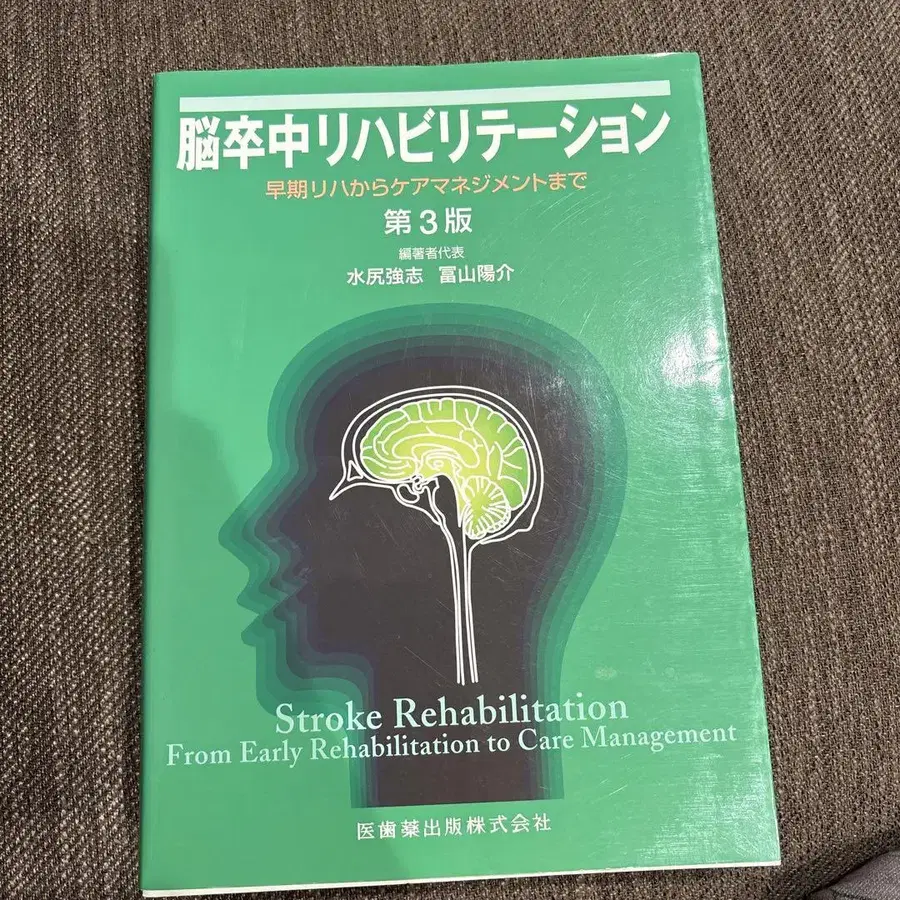 脳卒中リハビリテーション
早期リハからケアマネジメントまで
第3版
編著者代表
水尻強志 冨山陽介
Stroke Rehabilitation
From Early Rehabilitation to Care Management
医歯薬出版株式会社